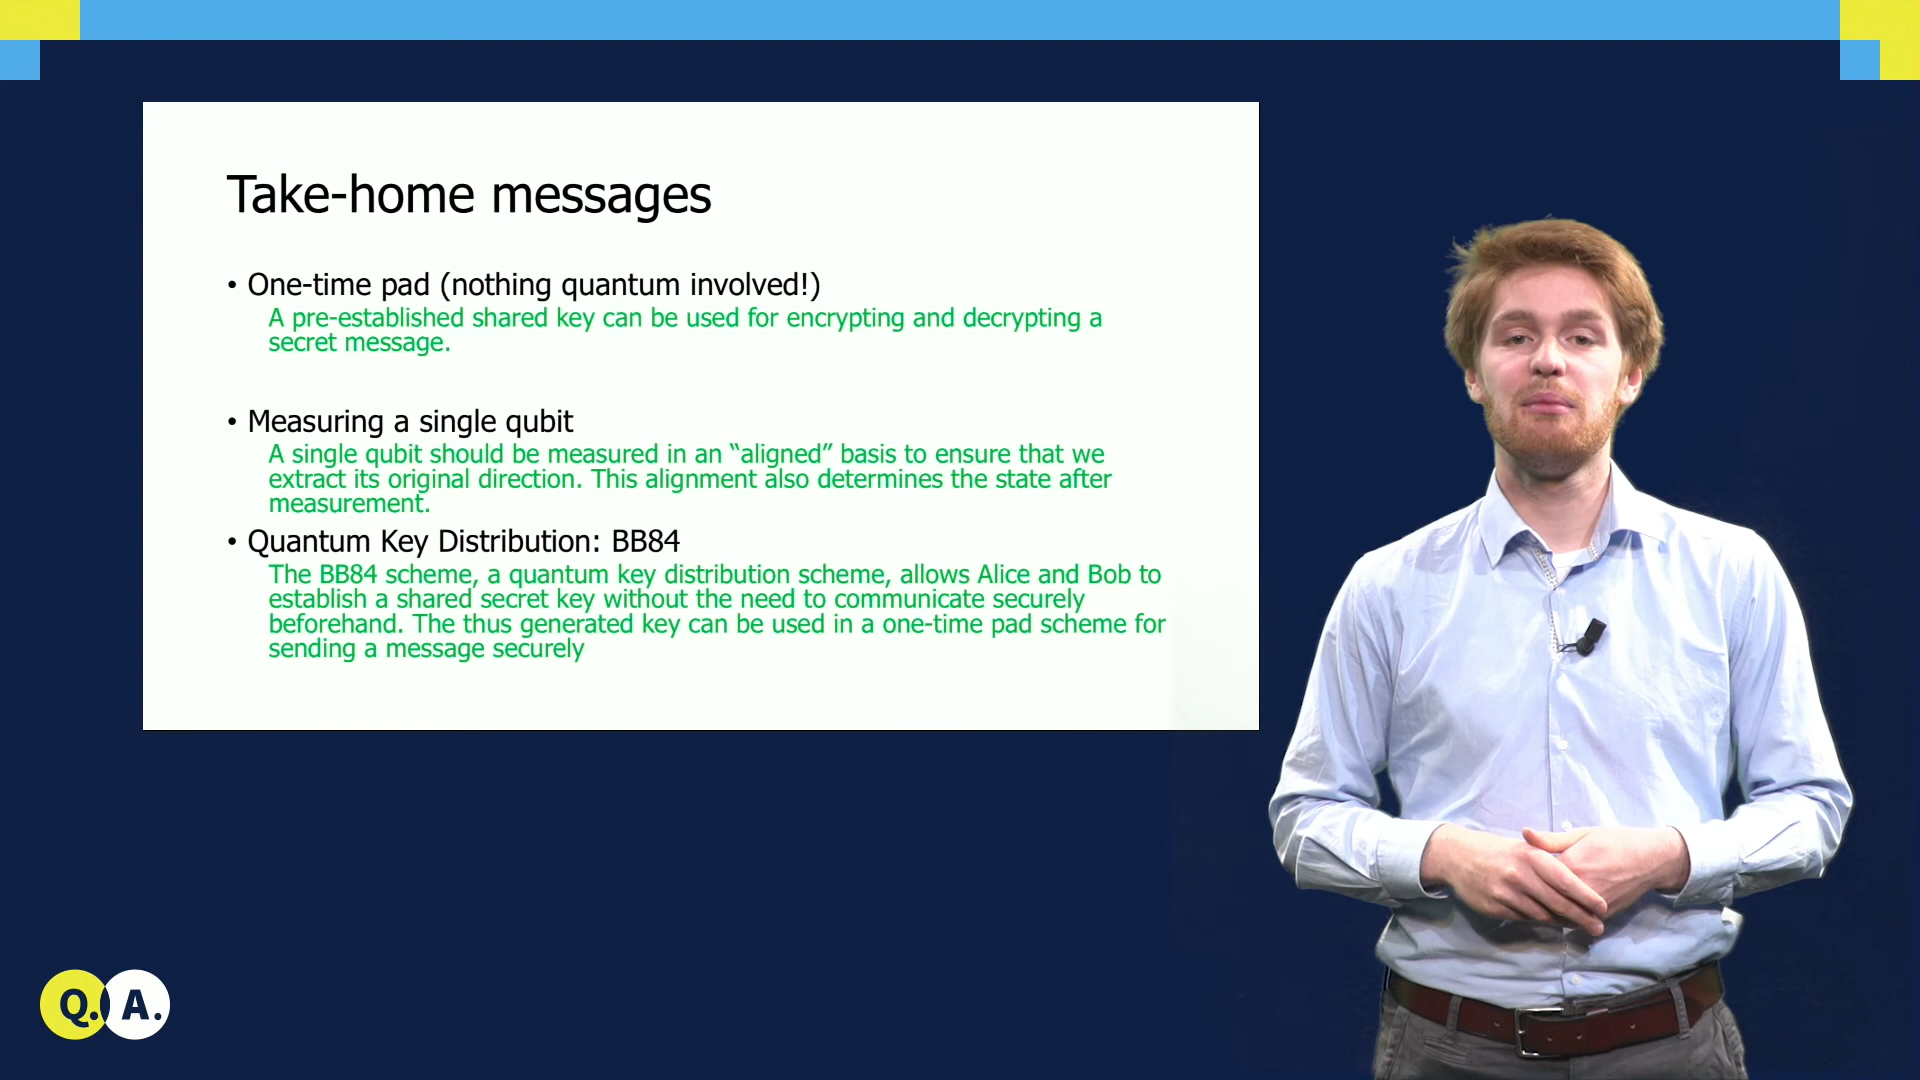 Take-home messages
• One-time pad (nothing quantum involved!)
A pre-established shared key can be used for encrypting and decrypting a
secret message.
• Measuring a single qubit
A single qubit should be measured in an “aligned” basis to ensure that we
extract its original direction. This alignment also determines the state after
measurement.
• Quantum Key Distribution: BB84
The BB84 scheme, a quantum key distribution scheme, allows Alice and Bob to
establish a shared secret key without the need to communicate securely
beforehand. The thus generated key can be used in a one-time pad scheme for
sending a message securely
Q. A.